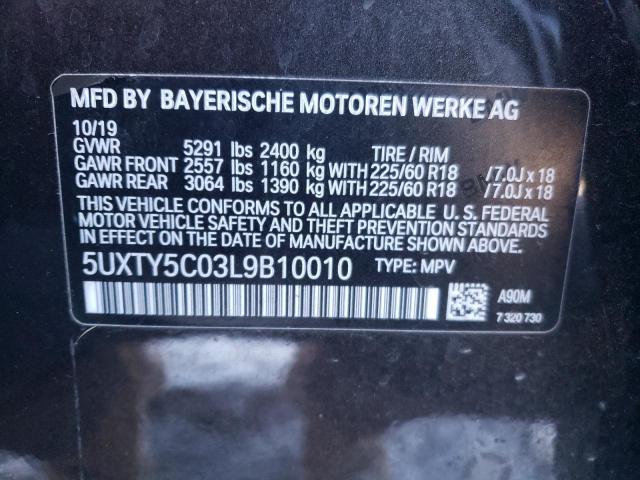 MFD BY BAYERISCHE MOTOREN WERKE AG
10/19
GVWR 5291 lbs 2400 kg TIRE / RIM
GAWR FRONT 2557 lbs 1160 kg WITH 225/60 R18 /7.0J x 18
GAWR REAR 3064 lbs 1390 kg WITH 225/60 R18 /7.0J x 18
THIS VEHICLE CONFORMS TO ALL APPLICABLE U. S. FEDERAL
MOTOR VEHICLE SAFETY AND THEFT PREVENTION STANDARDS
IN EFFECT ON THE DATE OF MANUFACTURE SHOWN ABOVE.
5UXTY5C03L9B10010 TYPE: MPV
A90M
7 320 730